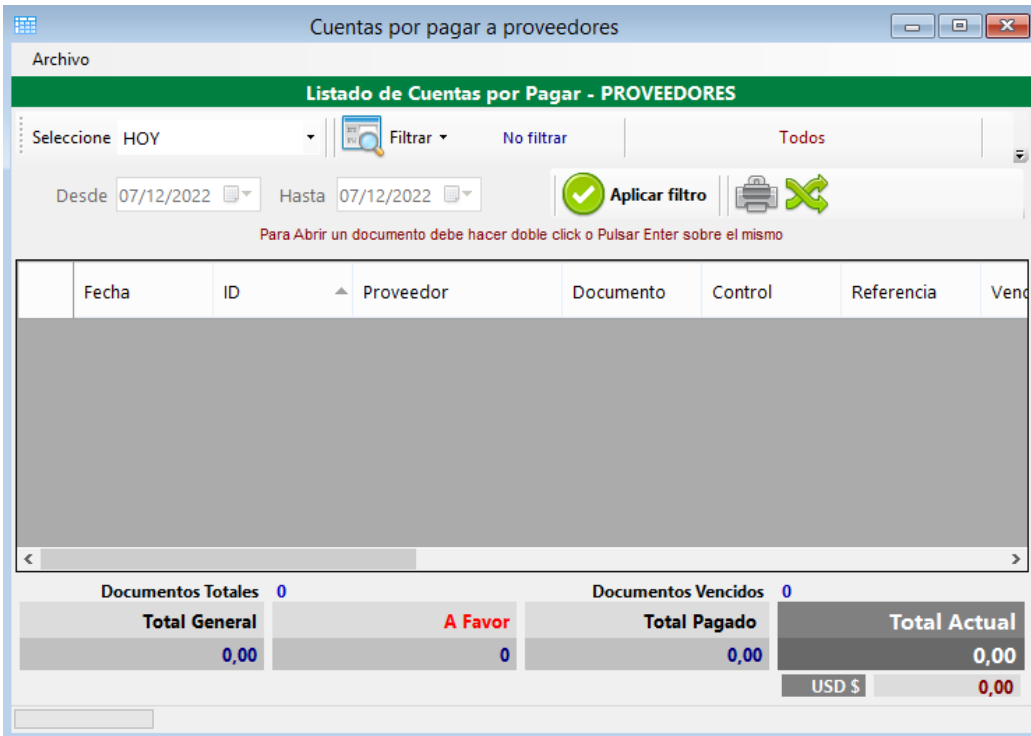 Cuentas por pagar a proveedores
Archivo
Listado de Cuentas por Pagar - PROVEEDORES
Seleccione HOY Filtrar No filtrar Todos
Desde 07/12/2022 Hasta 07/12/2022 Aplicar filtro
Para Abrir un documento debe hacer doble click o Pulsar Enter sobre el mismo
Fecha ID Proveedor Documento Control Referencia Venc
Documentos Totales 0 Documentos Vencidos 0
Total General A Favor Total Pagado Total Actual
0,00 0 0,00 0,00
USD $ 0,00